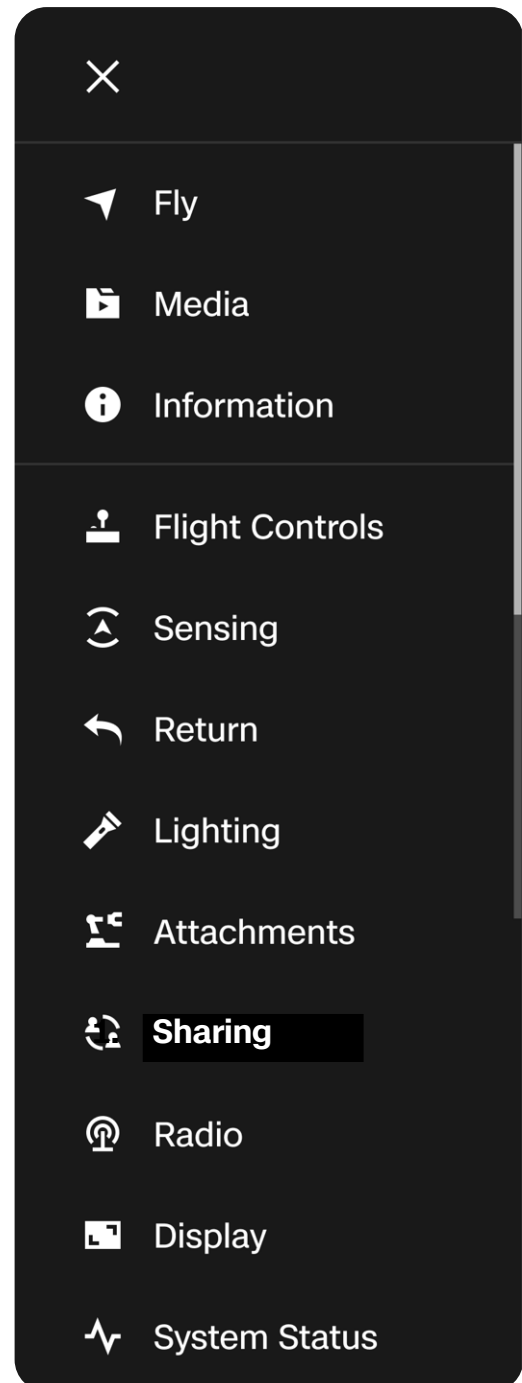 Fly
Media
Information
Flight Controls
Sensing
Return
Lighting
Attachments
Sharing
Radio
Display
System Status